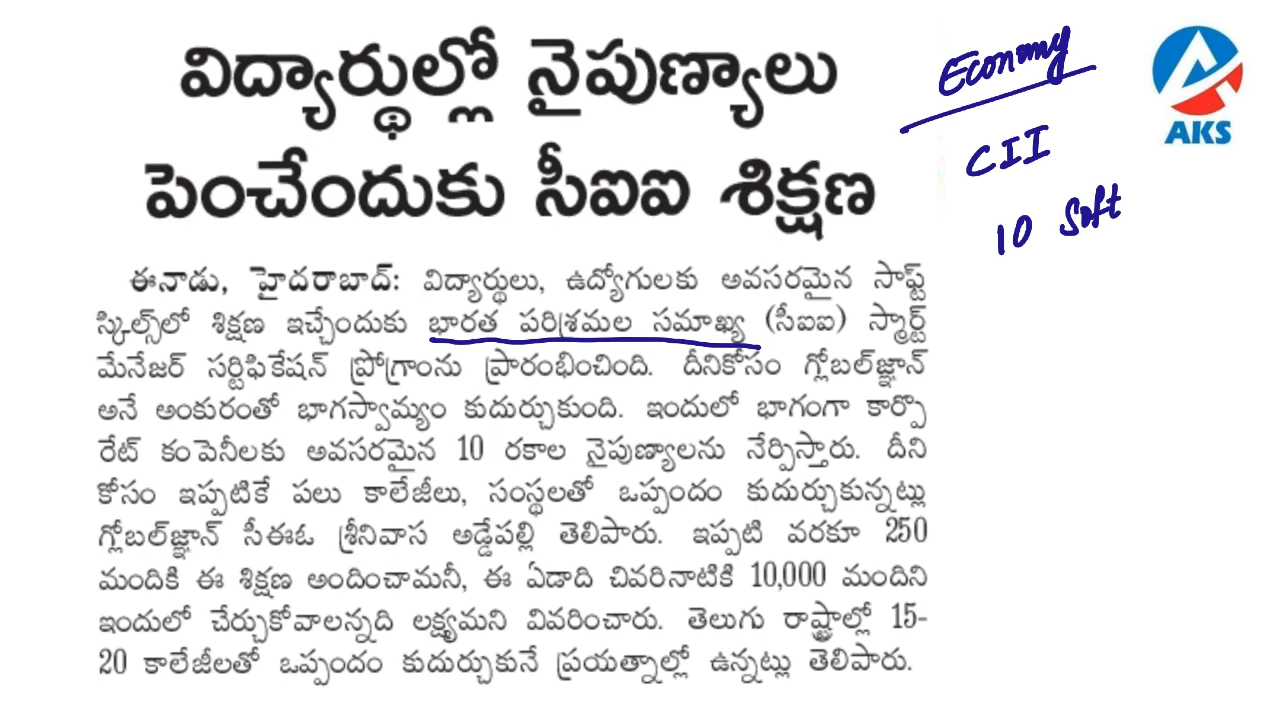 విద్యార్థుల్లో నైపుణ్యాలు
పెంచేందుకు సీఐఐ శిక్షణ
Economy
CII
10 Soft
AKS
ఈనాడు, హైదరాబాద్: విద్యార్థులు, ఉద్యోగులకు అవసరమైన సాఫ్ట్
స్కిల్స్‌లో శిక్షణ ఇచ్చేందుకు భారత పరిశ్రమల సమాఖ్య (సీఐఐ) స్మార్ట్
మేనేజర్ సర్టిఫికేషన్ ప్రోగ్రాంను ప్రారంభించింది. దీనికోసం గ్లోబల్‌జ్ఞాన్
అనే అంకురంతో భాగస్వామ్యం కుదుర్చుకుంది. ఇందులో భాగంగా కార్పొ
రేట్ కంపెనీలకు అవసరమైన 10 రకాల నైపుణ్యాలను నేర్పిస్తారు. దీని
కోసం ఇప్పటికే పలు కాలేజీలు, సంస్థలతో ఒప్పందం కుదుర్చుకున్నట్లు
గ్లోబల్‌జ్ఞాన్ సీఈఓ శ్రీనివాస అడ్డేపల్లి తెలిపారు. ఇప్పటి వరకూ 250
మందికి ఈ శిక్షణ అందించామనీ, ఈ ఏడాది చివరినాటికి 10,000 మందిని
ఇందులో చేర్చుకోవాలన్నది లక్ష్యమని వివరించారు. తెలుగు రాష్ట్రాల్లో 15-
20 కాలేజీలతో ఒప్పందం కుదుర్చుకునే ప్రయత్నాల్లో ఉన్నట్లు తెలిపారు.